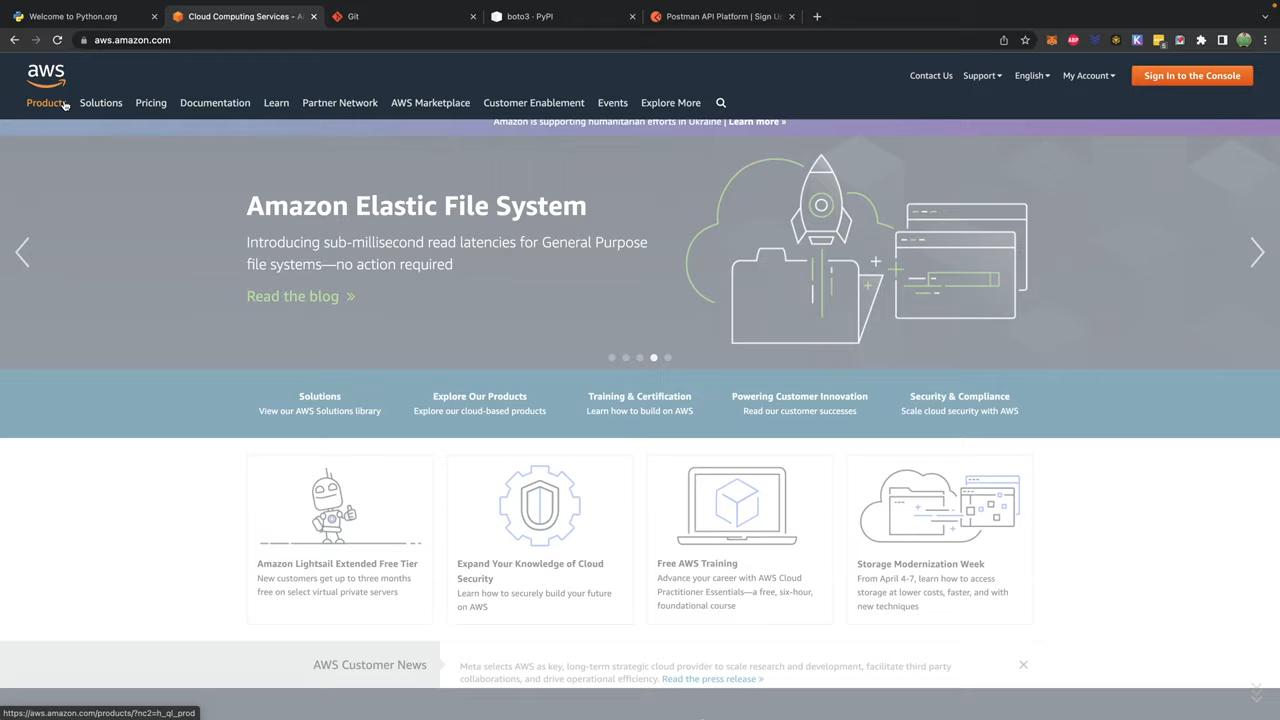 Welcome to Python.org
Cloud Computing Services - A
Git
boto3 · PyPI
Postman API Platform | Sign U
aws.amazon.com
aws
Contact Us
Support
English
My Account
Sign In to the Console
Products
Solutions
Pricing
Documentation
Learn
Partner Network
AWS Marketplace
Customer Enablement
Events
Explore More
Amazon is supporting humanitarian efforts in Ukraine | Learn more »
Amazon Elastic File System
Introducing sub-millisecond read latencies for General Purpose
file systems—no action required
Read the blog »
Solutions
View our AWS Solutions library
Explore Our Products
Explore our cloud-based products
Training & Certification
Learn how to build on AWS
Powering Customer Innovation
Read our customer successes
Security & Compliance
Scale cloud security with AWS
Amazon Lightsail Extended Free Tier
New customers get up to three months
free on select virtual private servers
Expand Your Knowledge of Cloud
Security
Learn how to securely build your future
on AWS
Free AWS Training
Advance your career with AWS Cloud
Practitioner Essentials—a free, six-hour,
foundational course
Storage Modernization Week
From April 4-7, learn how to access
storage at lower costs, faster, and with
new techniques
AWS Customer News
Meta selects AWS as key, long-term strategic cloud provider to scale research and development, facilitate third party
collaborations, and drive operational efficiency. Read the press release »
https://aws.amazon.com/products/?nc2=h_ql_prod